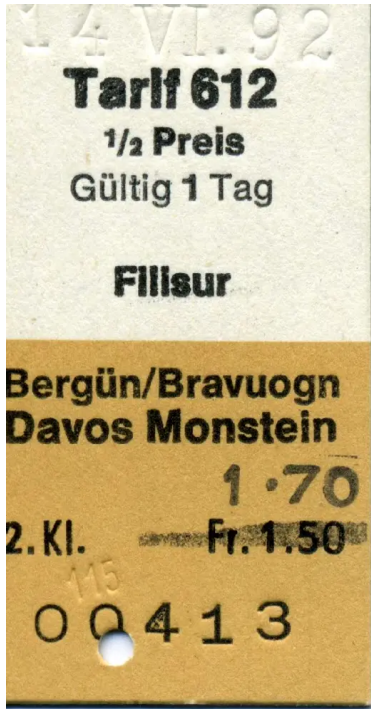 14 VI. 92
Tarif 612
1/2 Preis
Gültig 1 Tag
Filisur
Bergün/Bravuogn
Davos Monstein
1·70
2. Kl. Fr. 1.50
115
00413